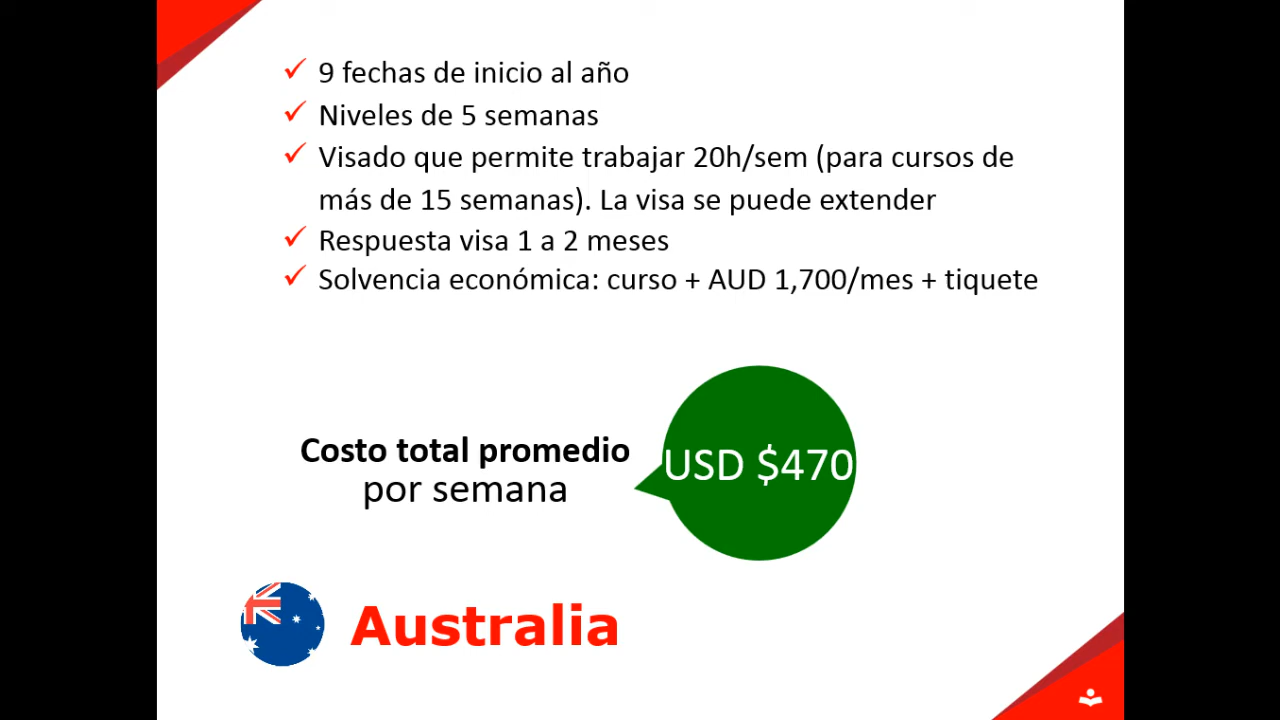 9 fechas de inicio al año
Niveles de 5 semanas
Visado que permite trabajar 20h/sem (para cursos de
más de 15 semanas). La visa se puede extender
Respuesta visa 1 a 2 meses
Solvencia económica: curso + AUD 1,700/mes + tiquete
Costo total promedio
por semana
USD $470
Australia